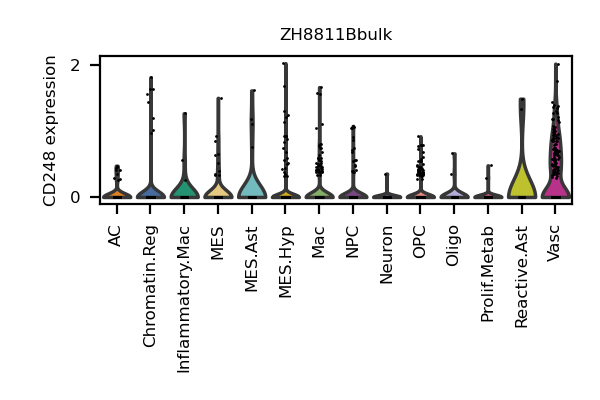 ZH8811Bbulk
CD248 expression
2
0
AC
Chromatin.Reg
Inflammatory.Mac
MES
MES.Ast
MES.Hyp
Mac
NPC
Neuron
OPC
Oligo
Prolif.Metab
Reactive.Ast
Vasc